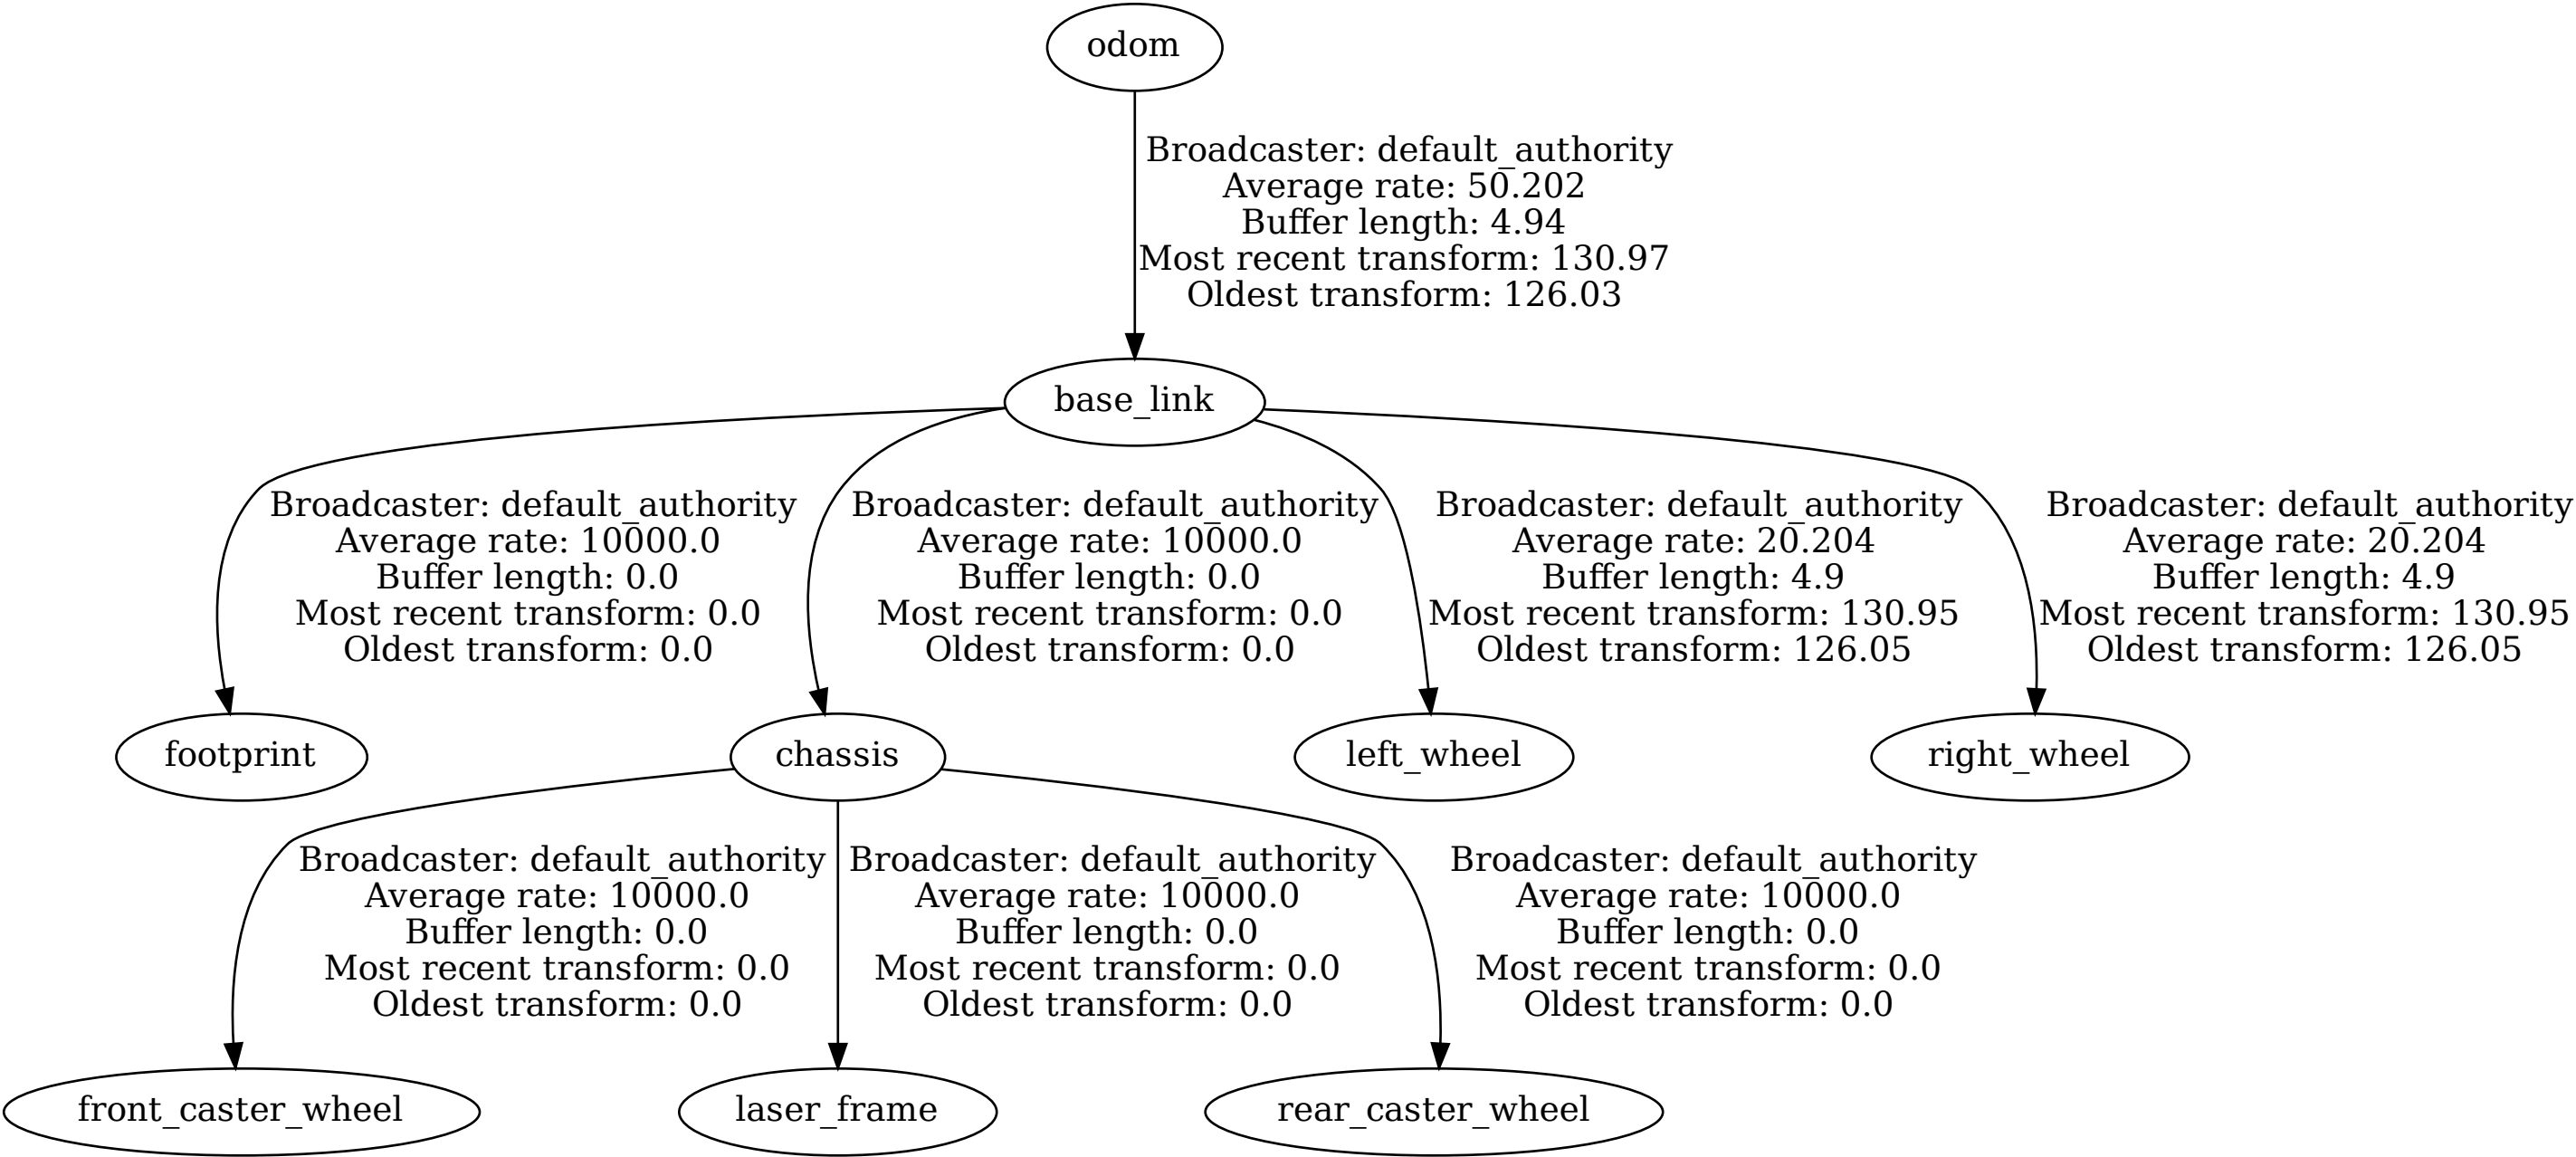 odom
Broadcaster: default_authority
Average rate: 50.202
Buffer length: 4.94
Most recent transform: 130.97
Oldest transform: 126.03
base_link
Broadcaster: default_authority
Average rate: 10000.0
Buffer length: 0.0
Most recent transform: 0.0
Oldest transform: 0.0
Broadcaster: default_authority
Average rate: 10000.0
Buffer length: 0.0
Most recent transform: 0.0
Oldest transform: 0.0
Broadcaster: default_authority
Average rate: 20.204
Buffer length: 4.9
Most recent transform: 130.95
Oldest transform: 126.05
Broadcaster: default_authority
Average rate: 20.204
Buffer length: 4.9
Most recent transform: 130.95
Oldest transform: 126.05
footprint
chassis
left_wheel
right_wheel
Broadcaster: default_authority
Average rate: 10000.0
Buffer length: 0.0
Most recent transform: 0.0
Oldest transform: 0.0
Broadcaster: default_authority
Average rate: 10000.0
Buffer length: 0.0
Most recent transform: 0.0
Oldest transform: 0.0
Broadcaster: default_authority
Average rate: 10000.0
Buffer length: 0.0
Most recent transform: 0.0
Oldest transform: 0.0
front_caster_wheel
laser_frame
rear_caster_wheel